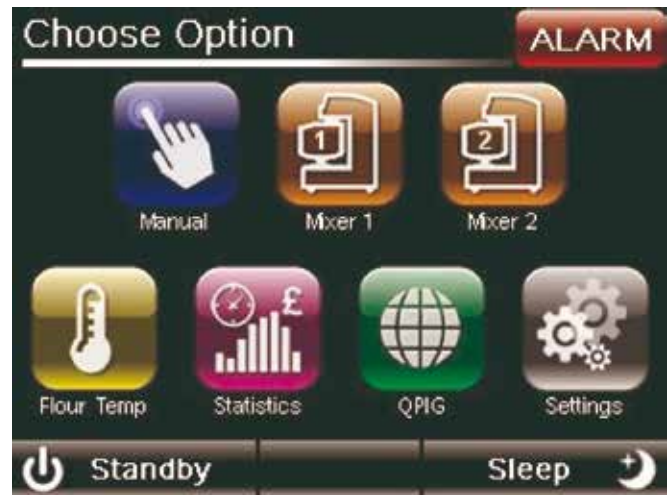 Choose Option ALARM
1 2
Manual Mixer 1 Mixer 2
£
Flour Temp Statistics QPIG Settings
Standby Sleep